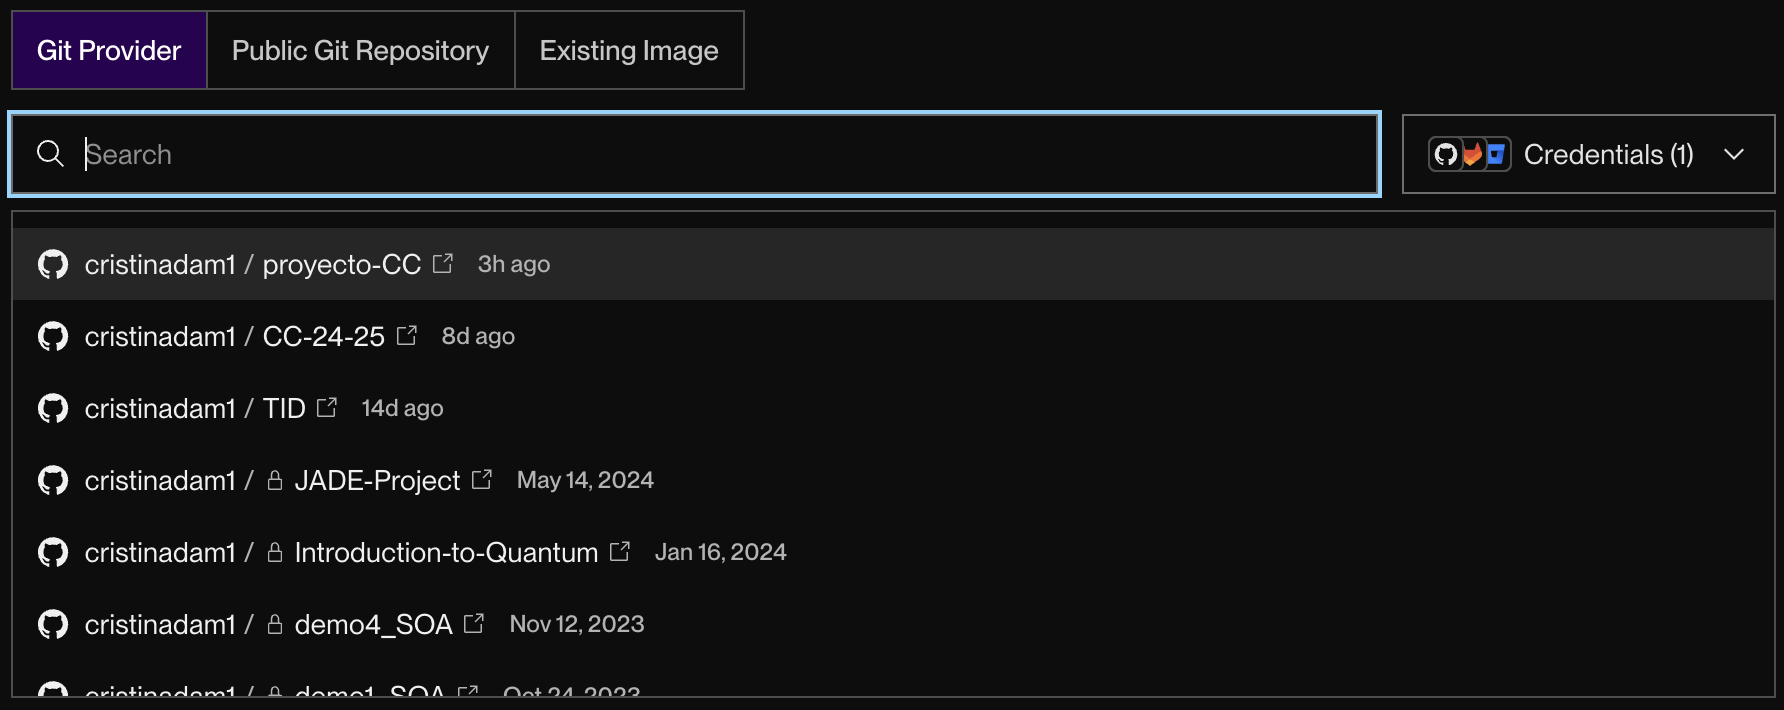 Git Provider Public Git Repository Existing Image
Search Credentials (1)
cristinadam1 / proyecto-CC 3h ago
cristinadam1 / CC-24-25 8d ago
cristinadam1 / TID 14d ago
cristinadam1 / JADE-Project May 14, 2024
cristinadam1 / Introduction-to-Quantum Jan 16, 2024
cristinadam1 / demo4_SOA Nov 12, 2023
cristinadam1 / demo1_SOA Oct 24, 2023